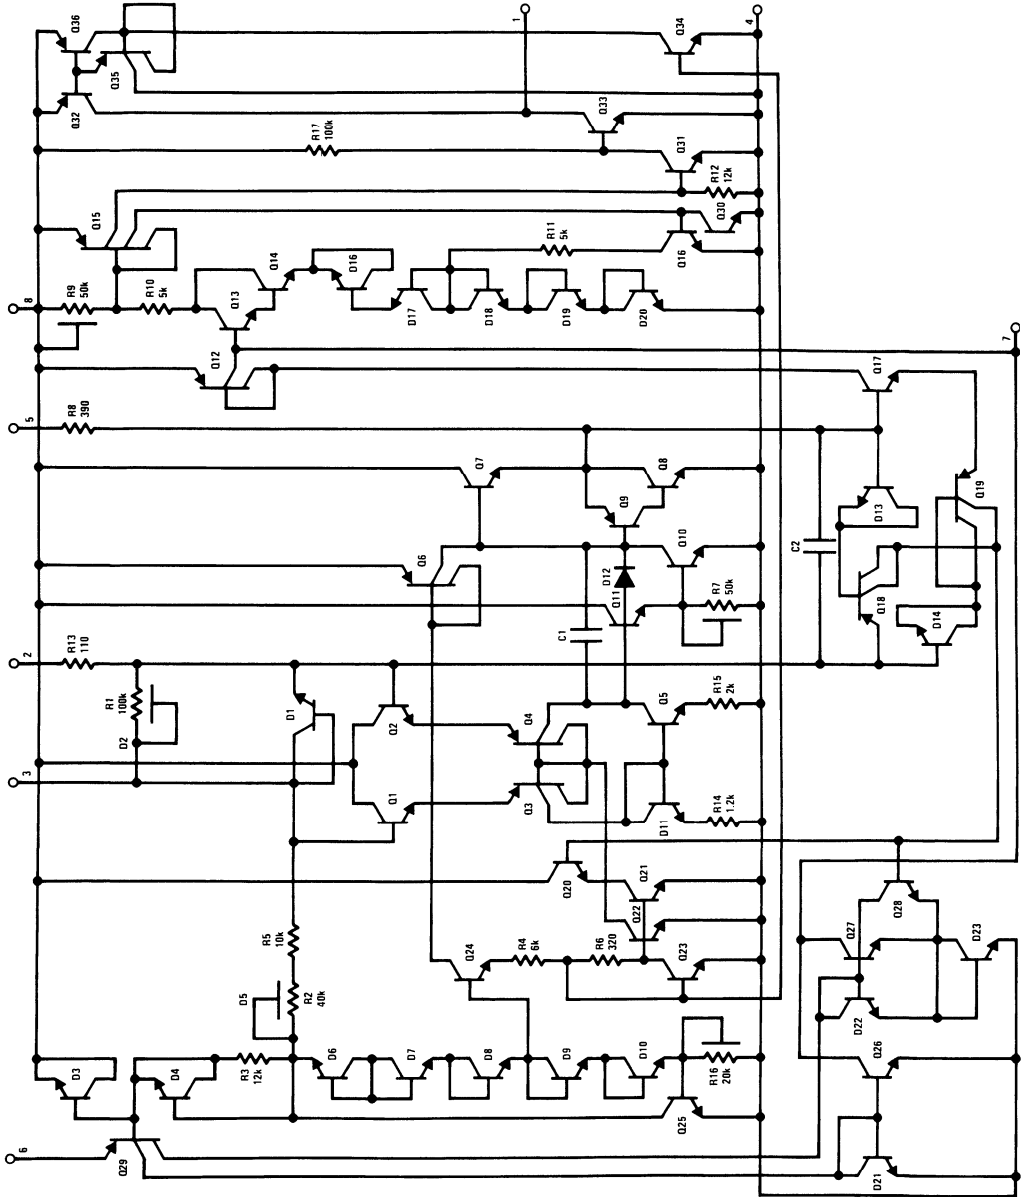 6
Q29
D3
D4
R3
12k
D5
R2
40k
R5
10k
D6
D7
D8
D9
D10
Q25
R16
20k
D21
Q26
D22
Q27
Q28
D23
Q24
R4
6k
R6
320
Q23
Q22
Q21
Q20
3
D2
R1
100k
2
R13
110
D1
Q1
Q2
Q3
Q4
D11
R14
1.2k
Q5
R15
2k
C1
Q6
Q11
D12
R7
50k
Q10
Q7
Q9
Q8
5
R8
390
C2
D14
Q18
D13
Q19
Q17
7
Q12
8
R9
50k
R10
5k
Q13
Q14
D16
D17
D18
D19
D20
Q15
R11
5k
Q16
Q30
R12
12k
Q31
R17
100k
Q33
Q32
Q35
Q36
1
Q34
4